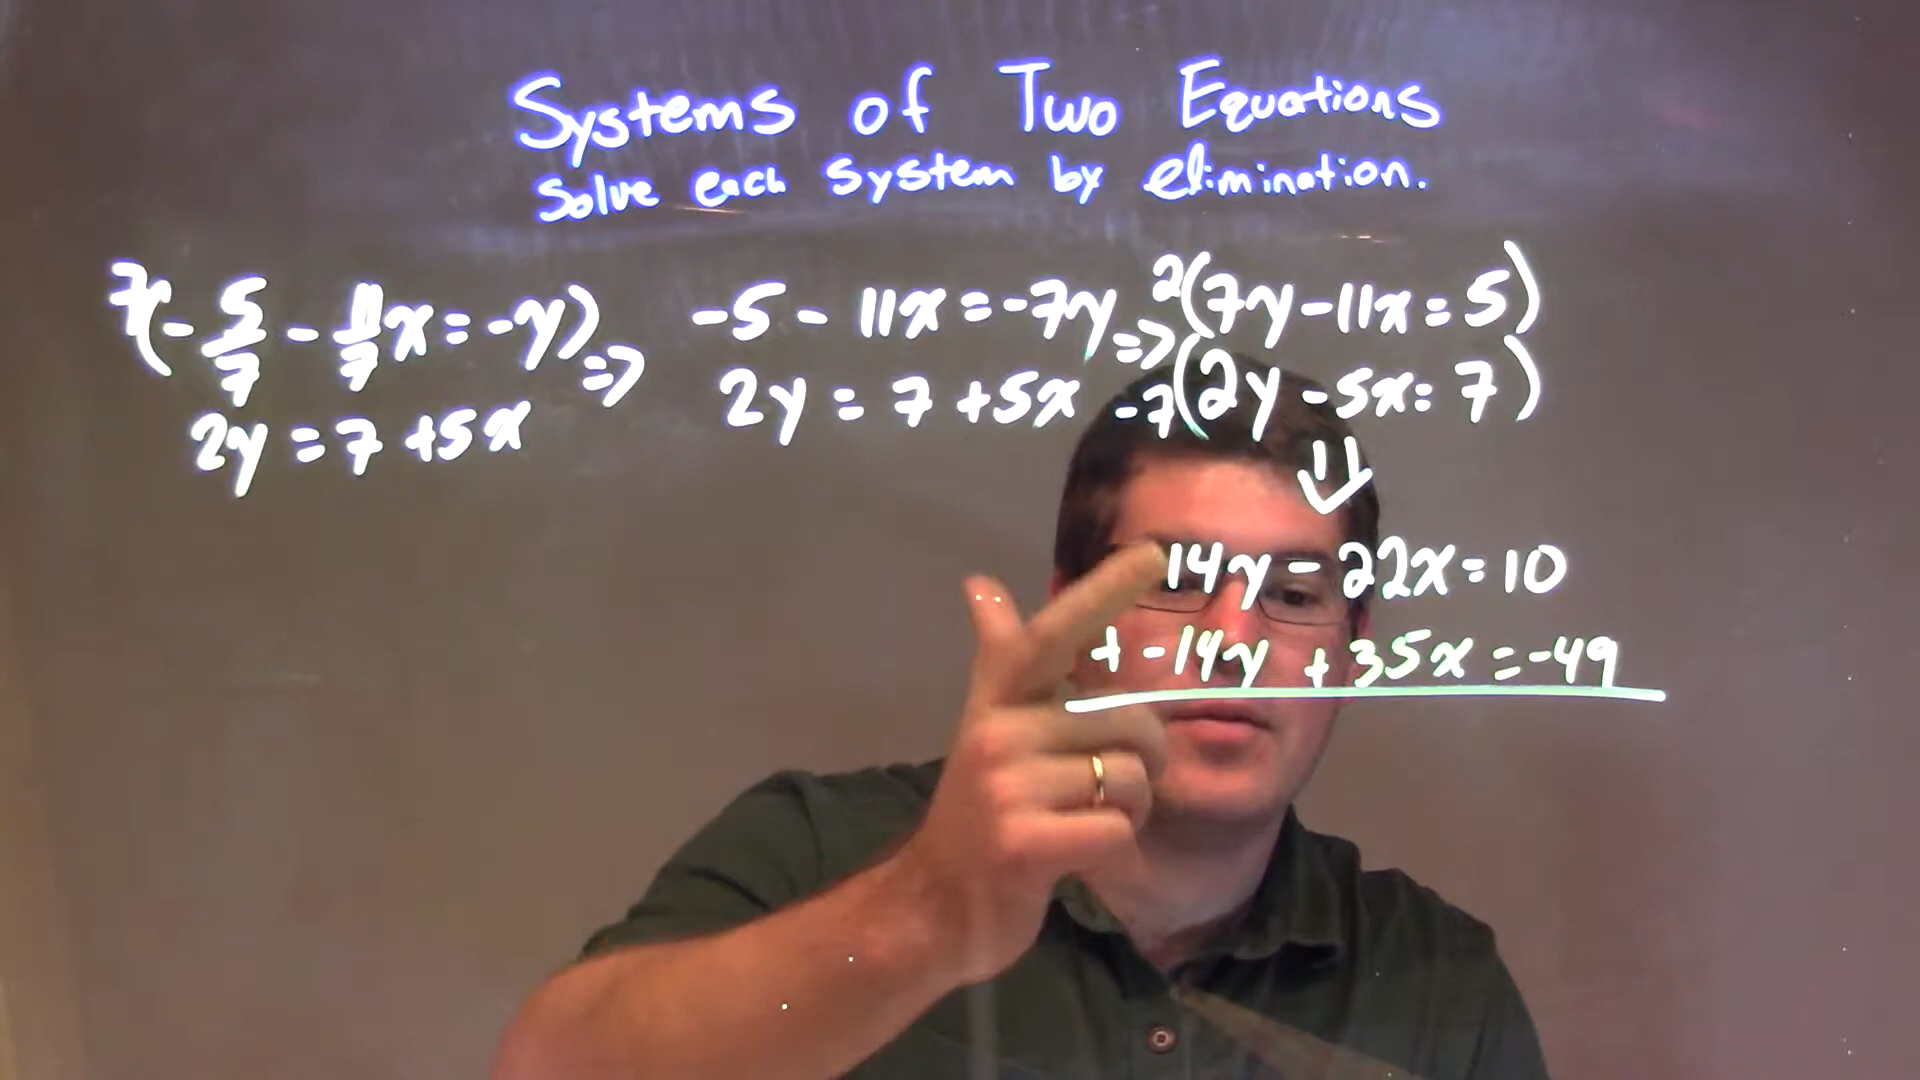 Systems of Two Equations
Solve each system by elimination.
7(-5/7 - 11/7x = -y) => -5 - 11x = -7y => 2(7y - 11x = 5)
2y = 7 + 5x 2y = 7 + 5x -7(2y - 5x = 7)
⇓
14y - 22x = 10
+ -14y + 35x = -49